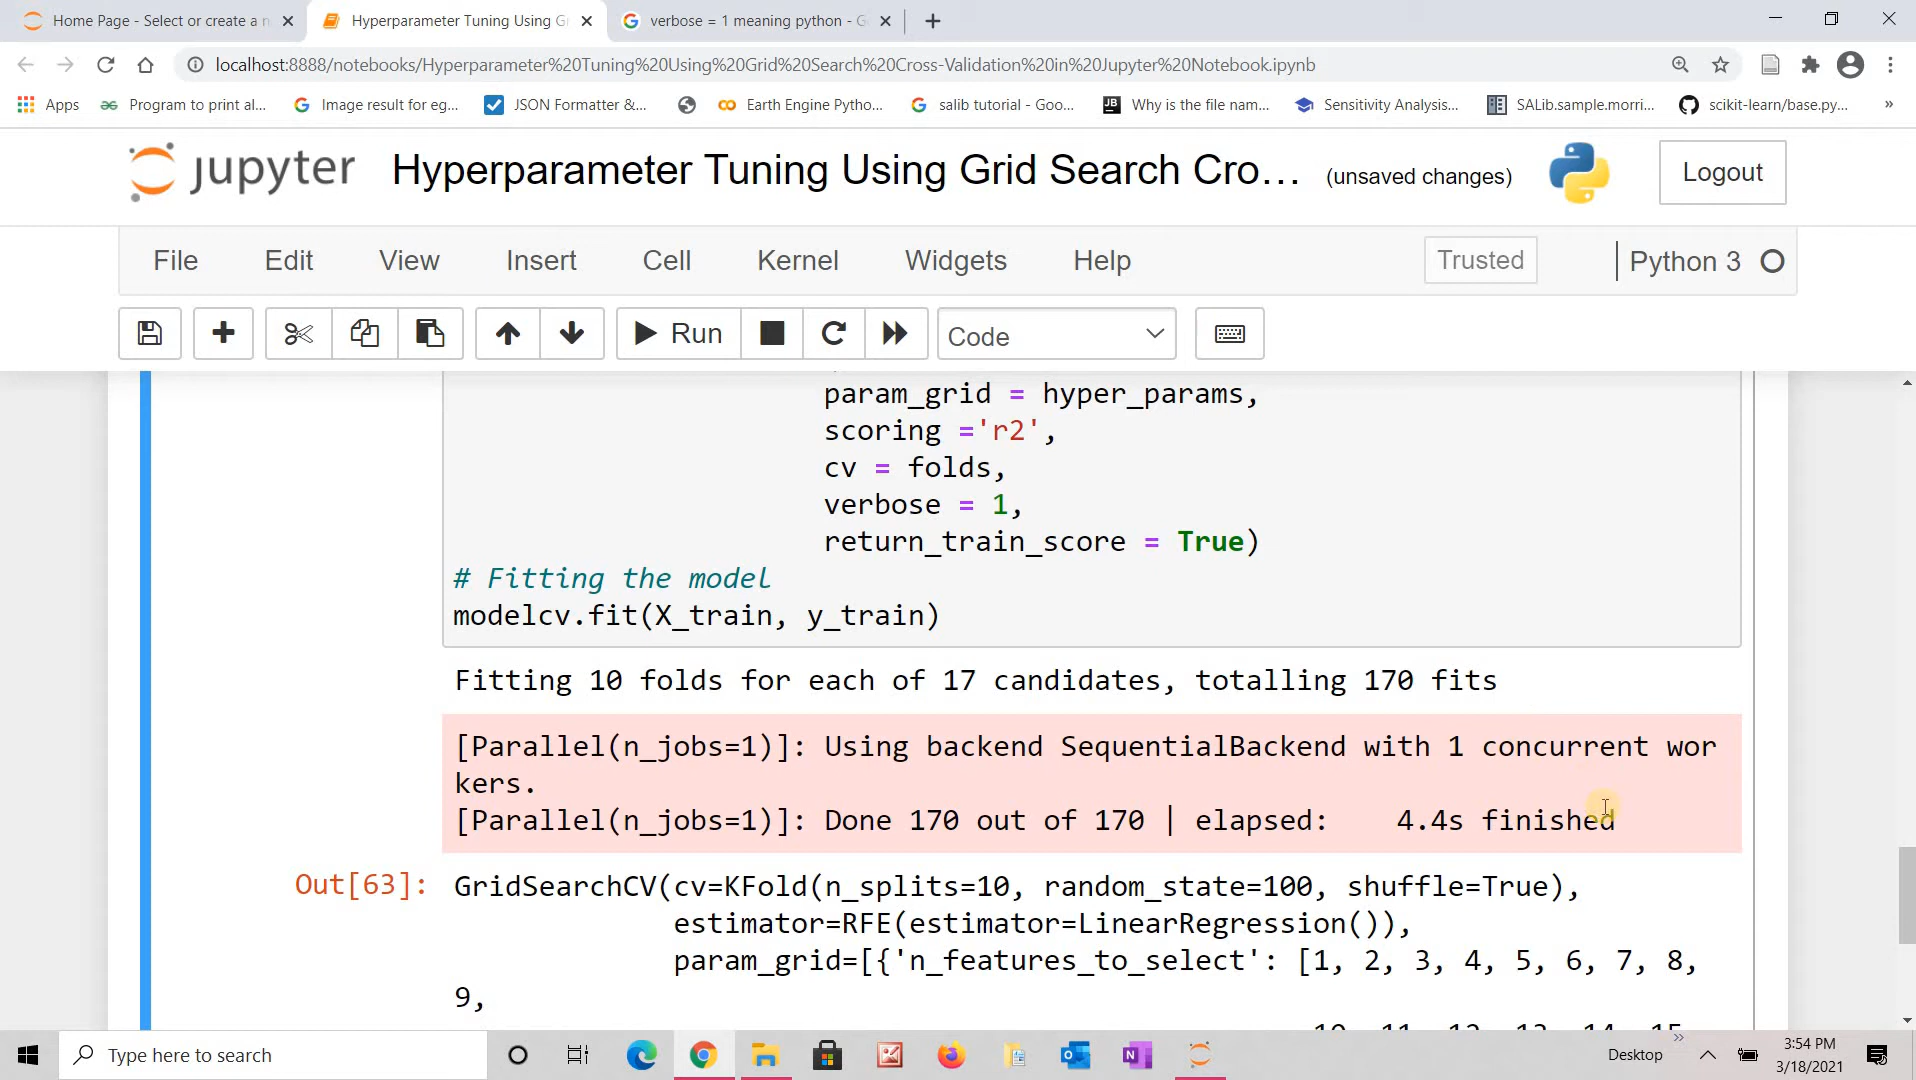 Home Page - Select or create a n
Hyperparameter Tuning Using Gr
verbose = 1 meaning python - G
localhost:8888/notebooks/Hyperparameter%20Tuning%20Using%20Grid%20Search%20Cross-Validation%20in%20Jupyter%20Notebook.ipynb
Apps
Program to print al...
Image result for eg...
JSON Formatter &...
Earth Engine Pytho...
salib tutorial - Goo...
JB
Why is the file nam...
Sensitivity Analysis...
SALib.sample.morri...
scikit-learn/base.py...
»
jupyter
Hyperparameter Tuning Using Grid Search Cro...
(unsaved changes)
Logout
File Edit View Insert Cell Kernel Widgets Help
Trusted
Python 3
Run
Code
param_grid = hyper_params,
scoring ='r2',
cv = folds,
verbose = 1,
return_train_score = True)
# Fitting the model
modelcv.fit(X_train, y_train)
Fitting 10 folds for each of 17 candidates, totalling 170 fits
[Parallel(n_jobs=1)]: Using backend SequentialBackend with 1 concurrent wor
kers.
[Parallel(n_jobs=1)]: Done 170 out of 170 | elapsed:    4.4s finished
Out[63]: GridSearchCV(cv=KFold(n_splits=10, random_state=100, shuffle=True),
estimator=RFE(estimator=LinearRegression()),
param_grid=[{'n_features_to_select': [1, 2, 3, 4, 5, 6, 7, 8,
9,
10, 11, 12, 13, 14, 15,
Type here to search
Desktop
»
3:54 PM
3/18/2021